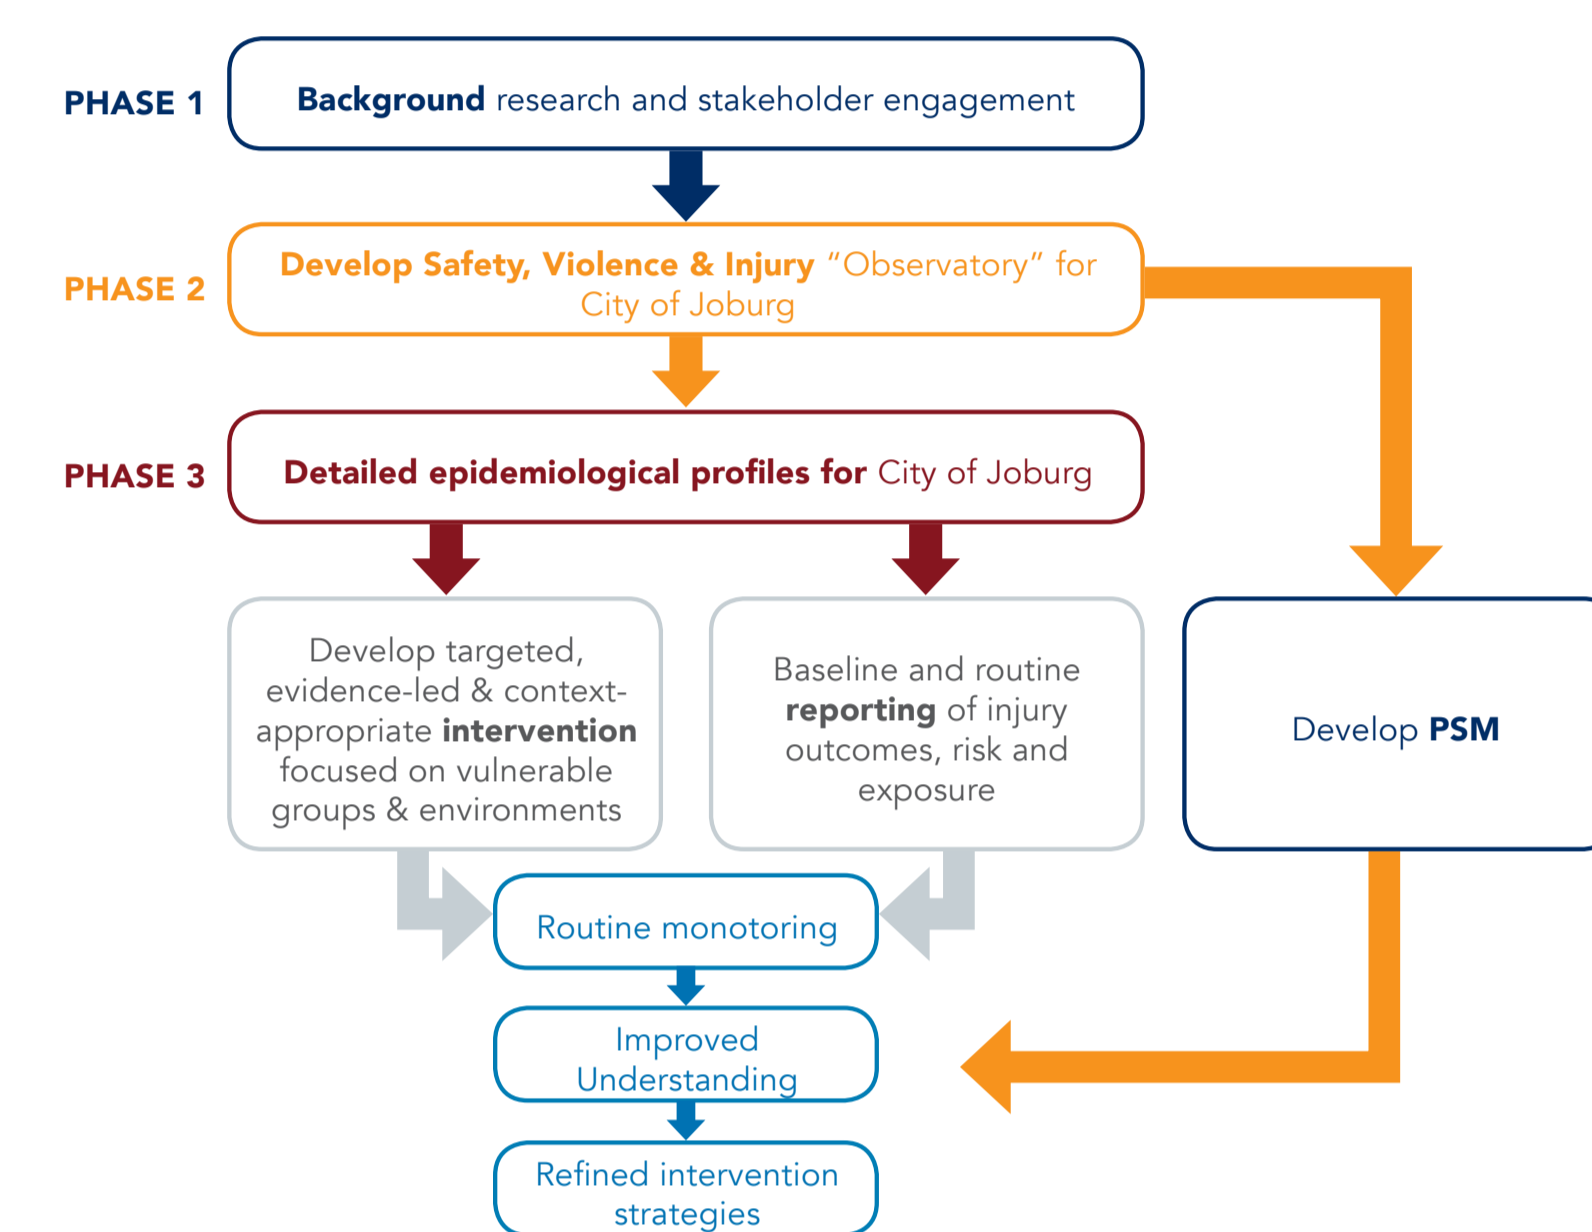 PHASE 1
Background research and stakeholder engagement
PHASE 2
Develop Safety, Violence & Injury “Observatory” for
City of Joburg
PHASE 3
Detailed epidemiological profiles for City of Joburg
Develop targeted,
evidence-led & context-
appropriate intervention
focused on vulnerable
groups & environments
Baseline and routine
reporting of injury
outcomes, risk and
exposure
Develop PSM
Routine monotoring
Improved
Understanding
Refined intervention
strategies